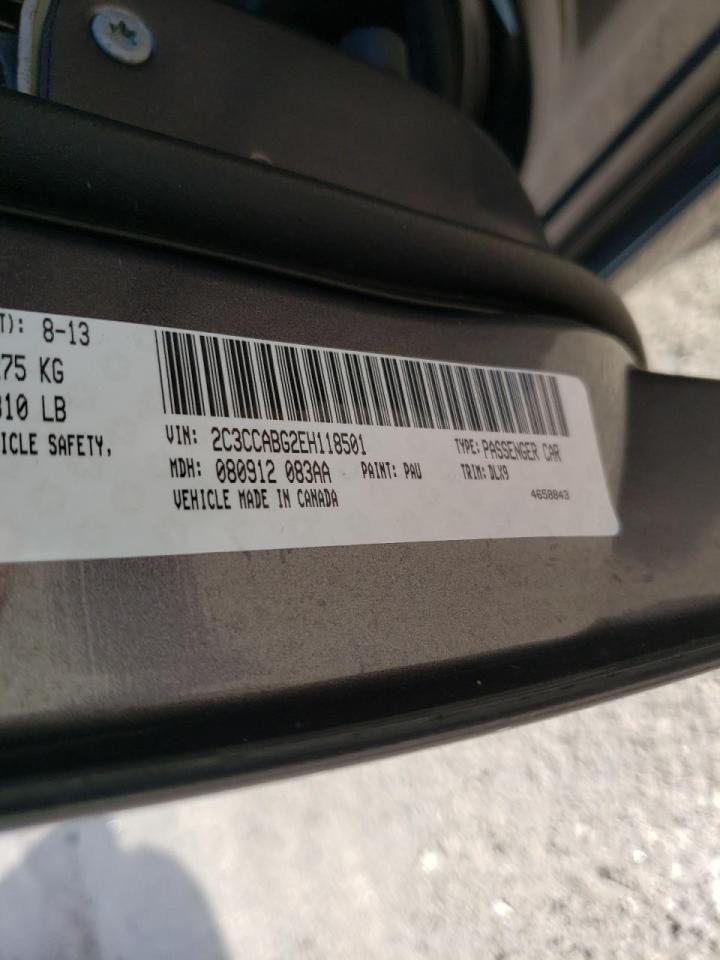 T): 8-13
75 KG
310 LB
ICLE SAFETY,
VIN: 2C3CCABG2EH118501 TYPE: PASSENGER CAR
MDH: 080912 083AA PAINT: PAU TRIM: DLX9
VEHICLE MADE IN CANADA 4658843